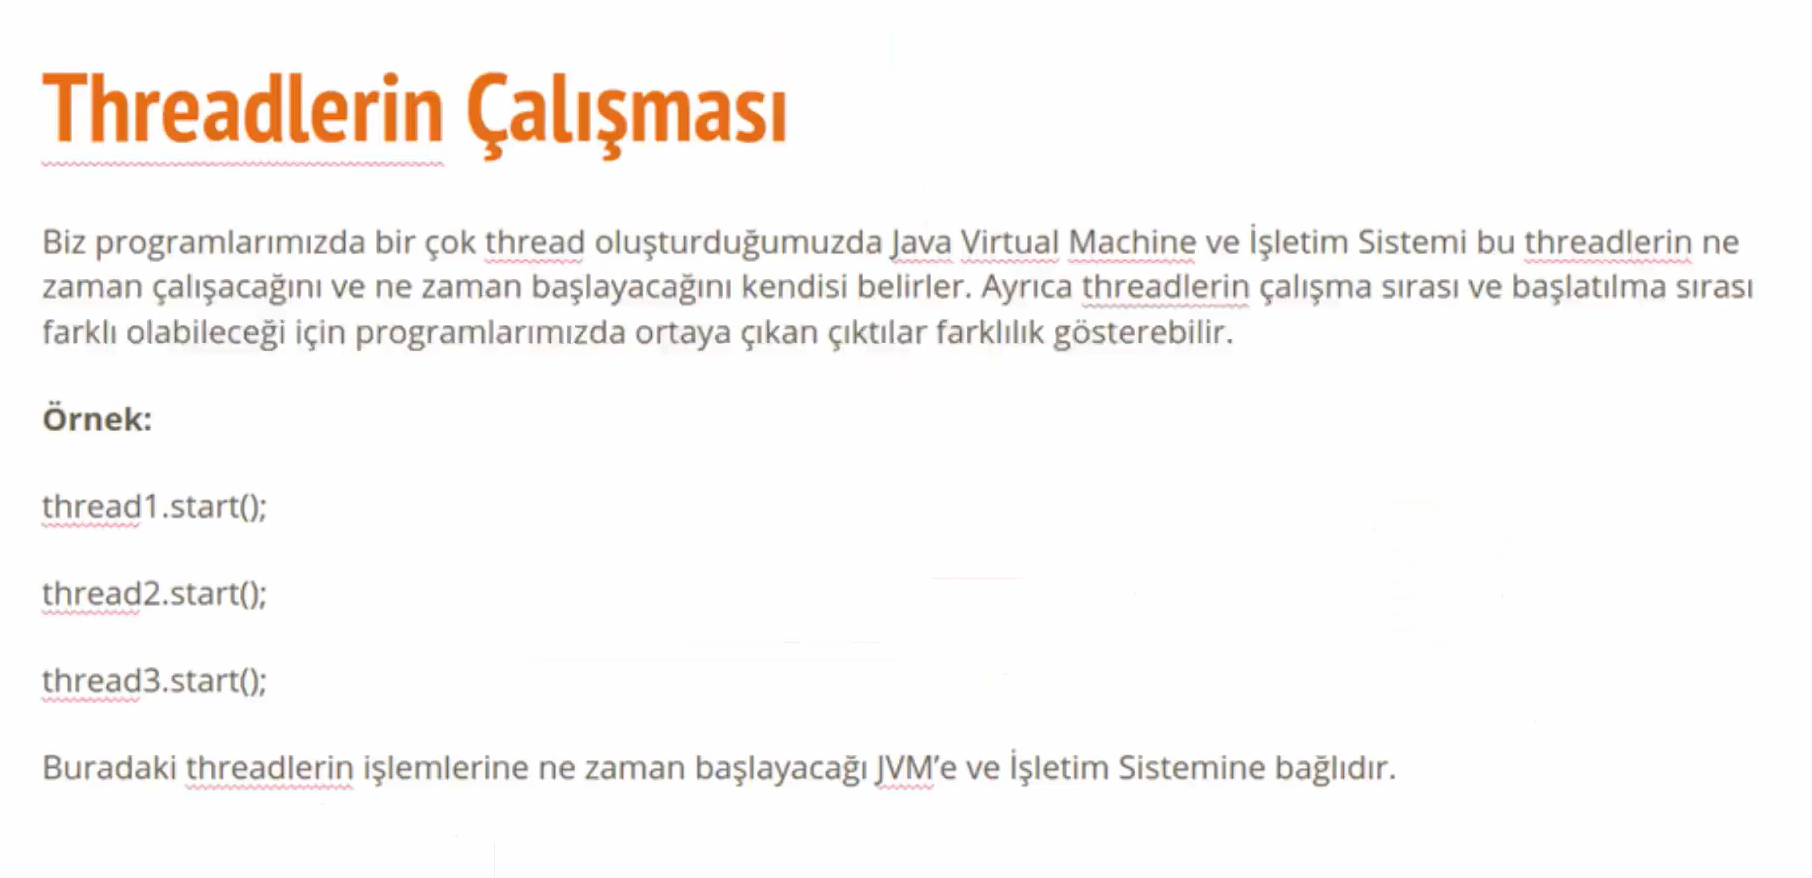 Threadlerin Çalışması
Biz programlarımızda bir çok thread oluşturduğumuzda Java Virtual Machine ve İşletim Sistemi bu threadlerin ne
zaman çalışacağını ve ne zaman başlayacağını kendisi belirler. Ayrıca threadlerin çalışma sırası ve başlatılma sırası
farklı olabileceği için programlarımızda ortaya çıkan çıktılar farklılık gösterebilir.
Örnek:
thread1.start();
thread2.start();
thread3.start();
Buradaki threadlerin işlemlerine ne zaman başlayacağı JVM'e ve İşletim Sistemine bağlıdır.